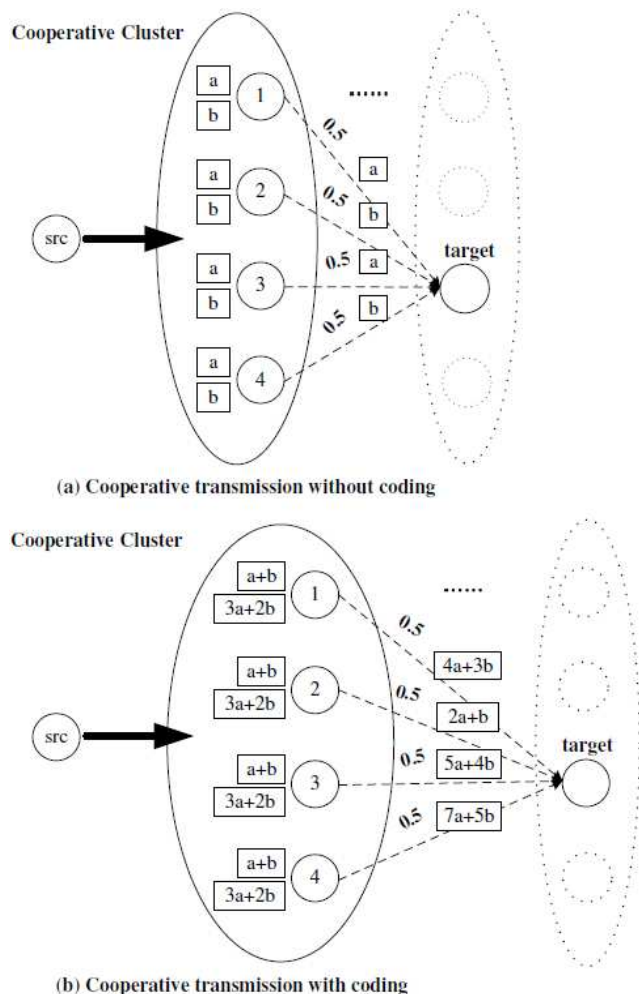 Cooperative Cluster
a
b
1
......
0.5
a
a
b
2
0.5
b
src
target
a
b
3
0.5
a
a
b
4
0.5
b
(a) Cooperative transmission without coding
Cooperative Cluster
a+b
3a+2b
1
......
0.5
4a+3b
a+b
3a+2b
2
0.5
2a+b
src
target
a+b
3a+2b
3
0.5
5a+4b
a+b
3a+2b
4
0.5
7a+5b
(b) Cooperative transmission with coding